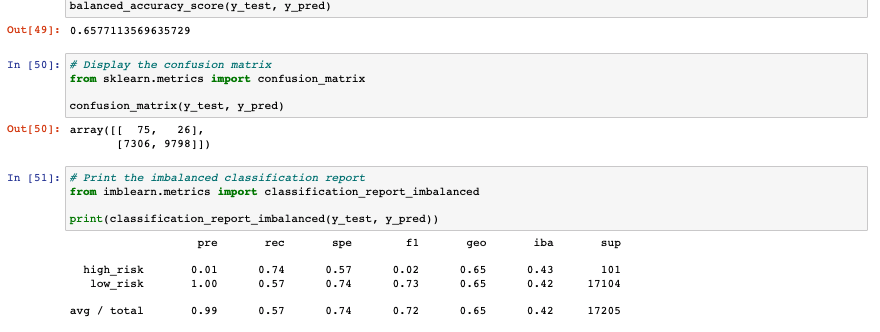 balanced_accuracy_score(y_test, y_pred)
Out[49]: 0.6577113569635729
In [50]: # Display the confusion matrix
from sklearn.metrics import confusion_matrix
confusion_matrix(y_test, y_pred)
Out[50]: array([[  75,   26],
       [7306, 9798]])
In [51]: # Print the imbalanced classification report
from imblearn.metrics import classification_report_imbalanced
print(classification_report_imbalanced(y_test, y_pred))
pre rec spe f1 geo iba sup
high_risk 0.01 0.74 0.57 0.02 0.65 0.43 101
low_risk 1.00 0.57 0.74 0.73 0.65 0.42 17104
avg / total 0.99 0.57 0.74 0.72 0.65 0.42 17205